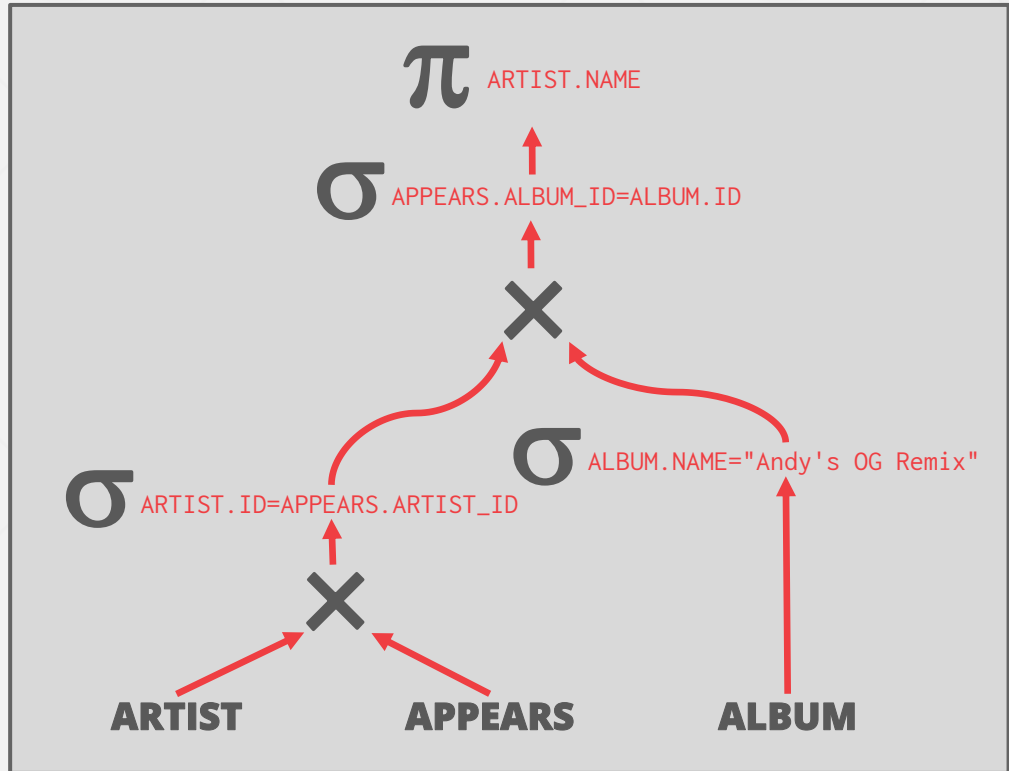 π ARTIST.NAME
σ APPEARS.ALBUM_ID=ALBUM.ID
×
σ ALBUM.NAME="Andy's OG Remix"
σ ARTIST.ID=APPEARS.ARTIST_ID
×
ARTIST APPEARS ALBUM